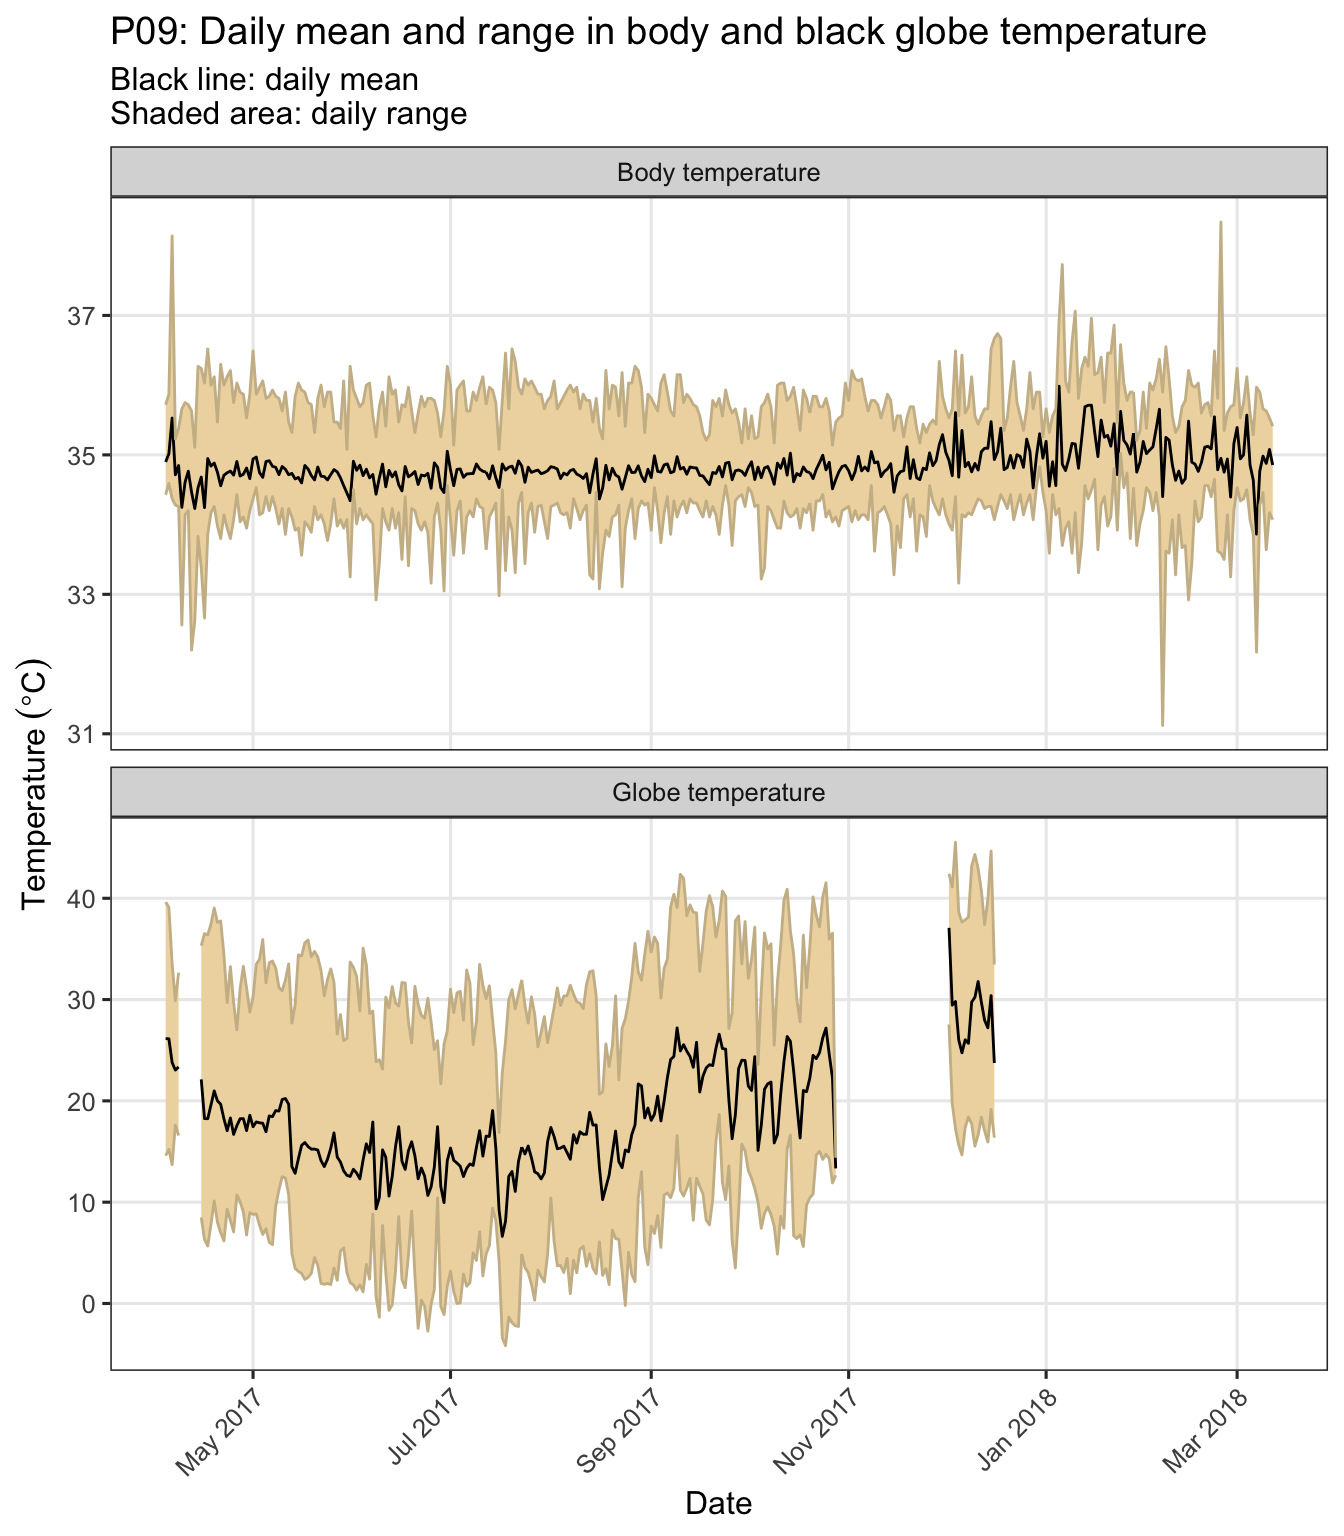 P09: Daily mean and range in body and black globe temperature
Black line: daily mean
Shaded area: daily range
Body temperature
37
35
33
31
Temperature (°C)
Globe temperature
40
30
20
10
0
May 2017
Jul 2017
Sep 2017
Nov 2017
Jan 2018
Mar 2018
Date